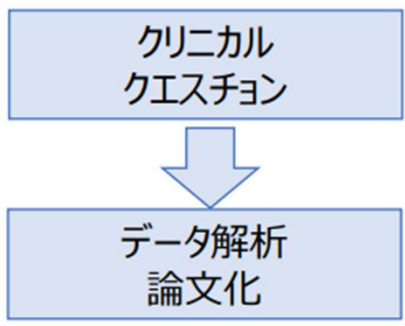 クリニカル
クエスチョン
データ解析
論文化